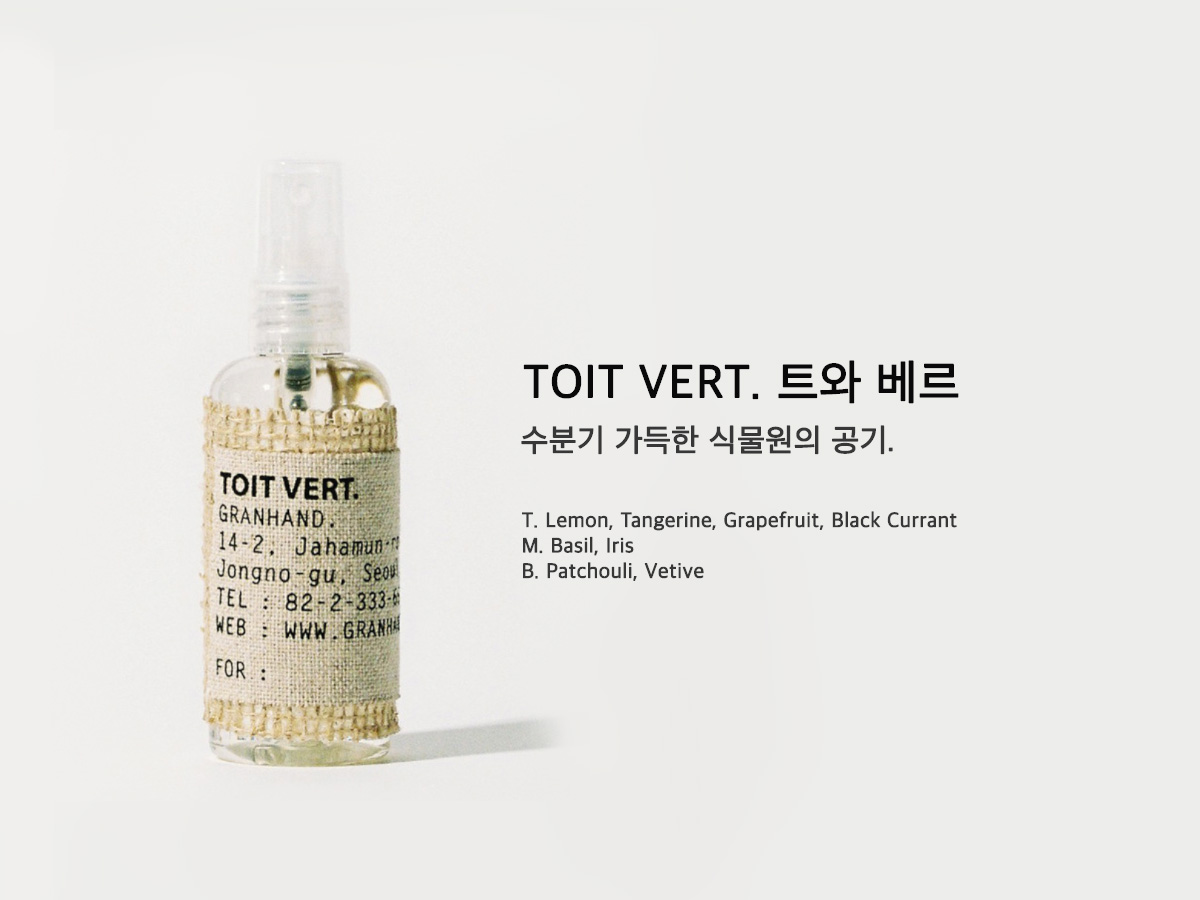 TOIT VERT. 트와 베르
수분기 가득한 식물원의 공기.
T. Lemon, Tangerine, Grapefruit, Black Currant
M. Basil, Iris
B. Patchouli, Vetive
TOIT VERT.
GRANHAND.
14-2, Jahamun-
Jongno-gu, Seoul
TEL : 82-2-333-
WEB : WWW.GRANHA
FOR :